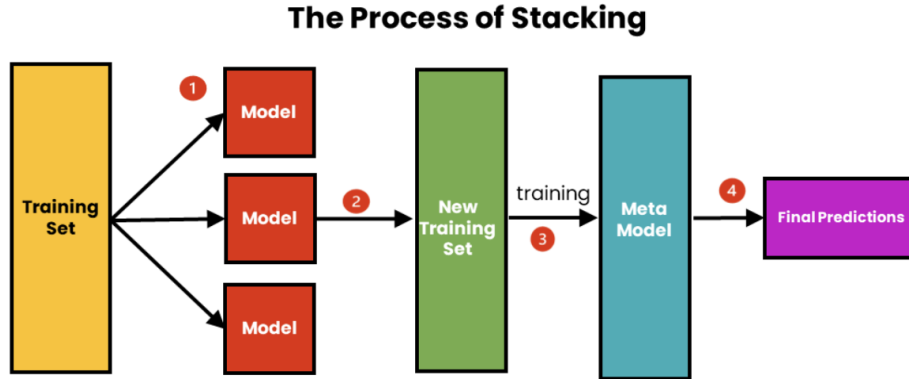 The Process of Stacking
1
Model
Training
Set
Model
2
New
Training
Set
training
3
Meta
Model
4
Final Predictions
Model